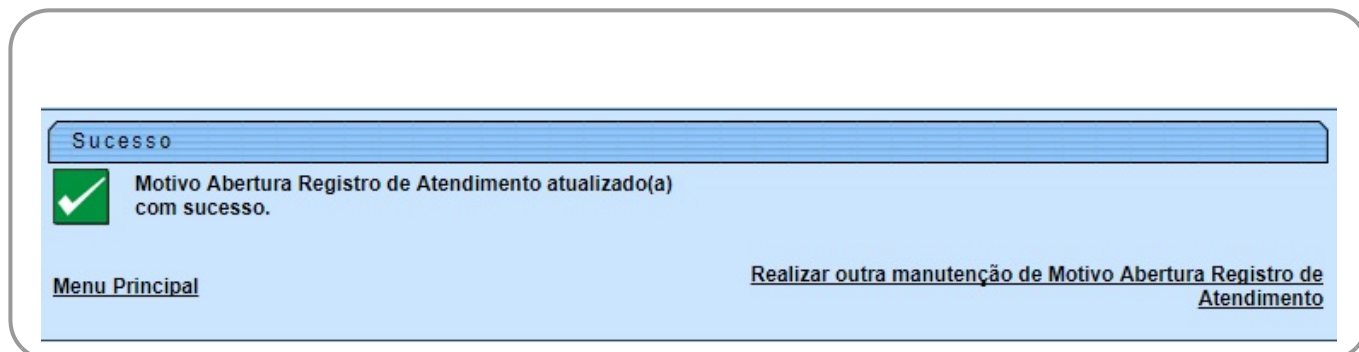 Sucesso
Motivo Abertura Registro de Atendimento atualizado(a)
com sucesso.
Menu Principal
Realizar outra manutenção de Motivo Abertura Registro de
Atendimento